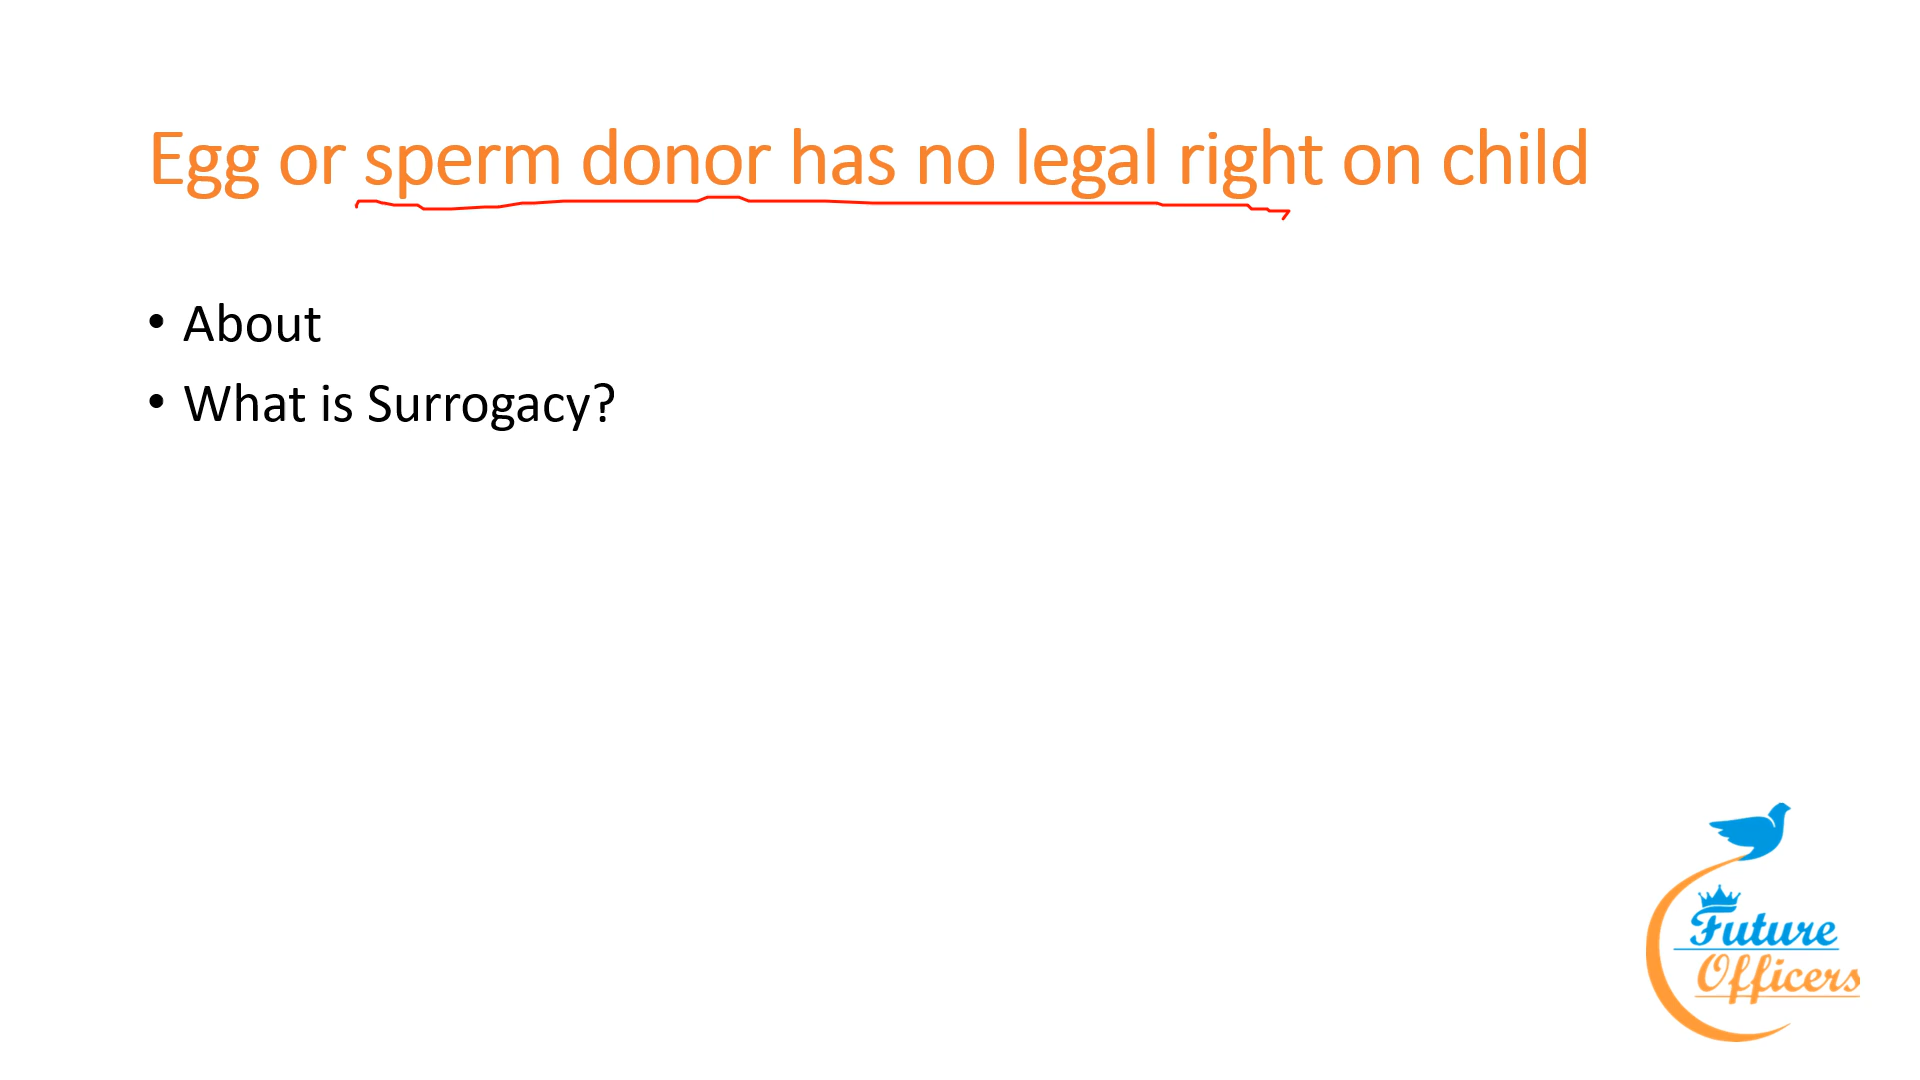 Egg or sperm donor has no legal right on child
• About
• What is Surrogacy?
Future
Officers